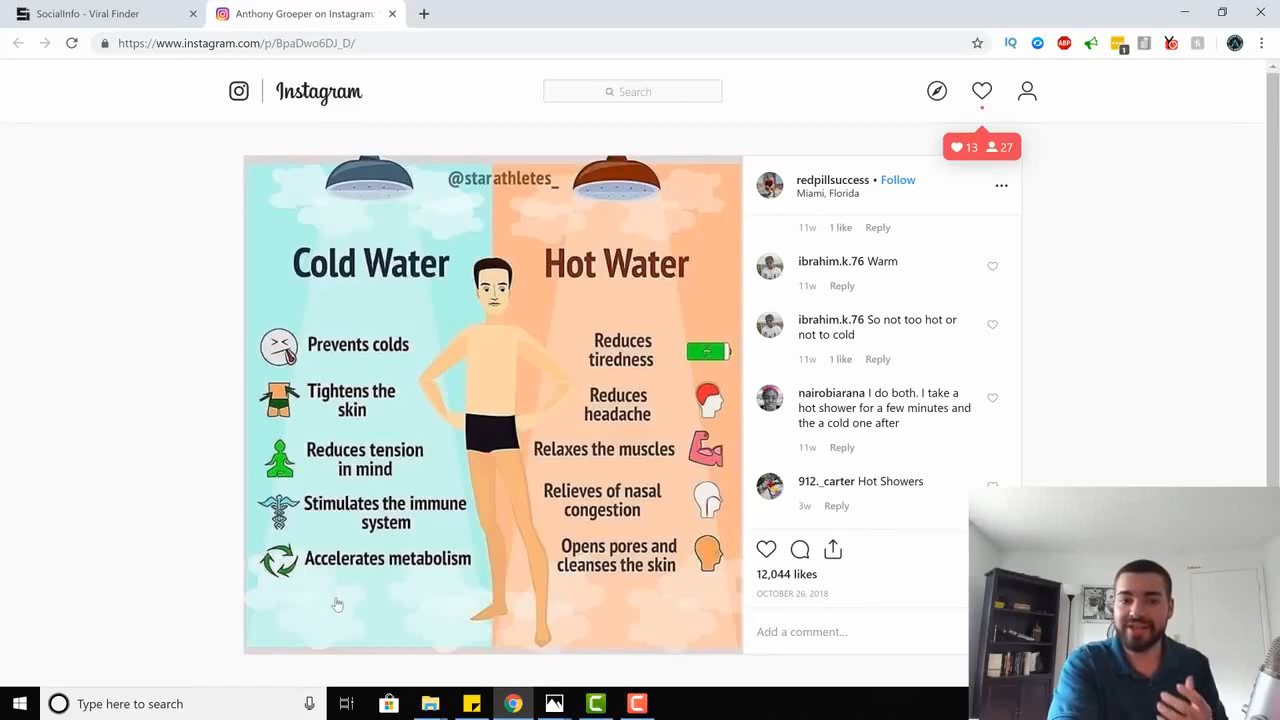 SocialInfo - Viral Finder
Anthony Groeper on Instagram:
https://www.instagram.com/p/BpaDwo6DJ_D/
IQ
ABP
1
Instagram
Search
13 27
@starathletes_
Cold Water
Hot Water
Prevents colds
Tightens the
skin
Reduces tension
in mind
Stimulates the immune
system
Accelerates metabolism
Reduces
tiredness
Reduces
headache
Relaxes the muscles
Relieves of nasal
congestion
Opens pores and
cleanses the skin
redpillsuccess • Follow
Miami, Florida
11w 1 like Reply
ibrahim.k.76 Warm
11w Reply
ibrahim.k.76 So not too hot or
not to cold
11w 1 like Reply
nairobiarana I do both. I take a
hot shower for a few minutes and
the a cold one after
11w Reply
912._carter Hot Showers
3w Reply
12,044 likes
OCTOBER 26, 2018
Add a comment...
Type here to search